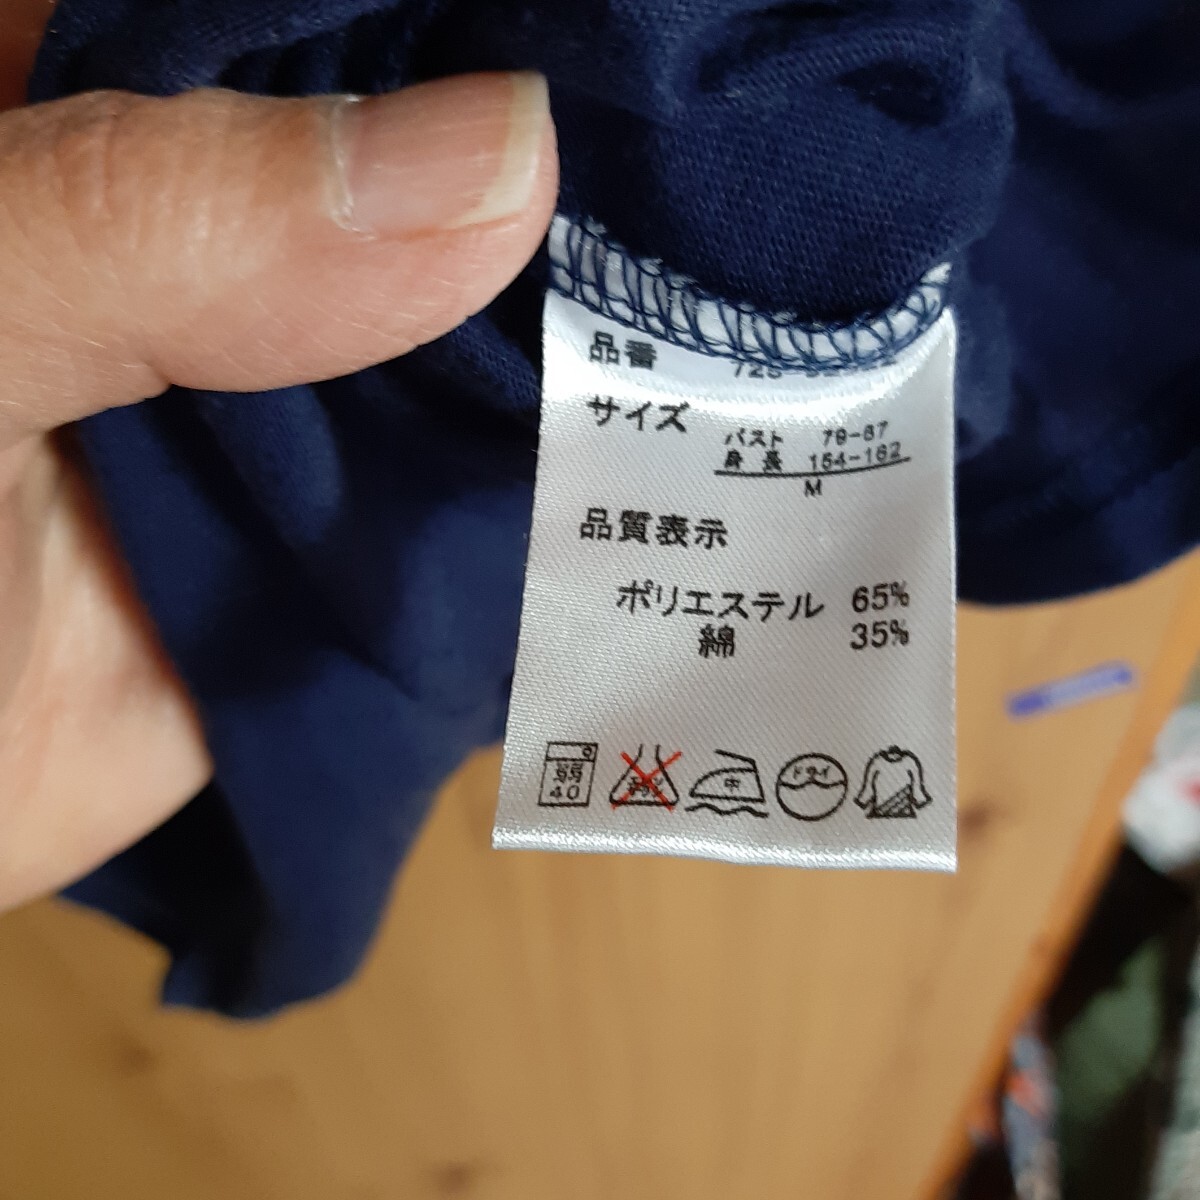 品番
サイズ
バスト 79-87
身長 154-162
M
品質表示
ポリエステル 65%
綿 35%
弱 40 中 ドライ